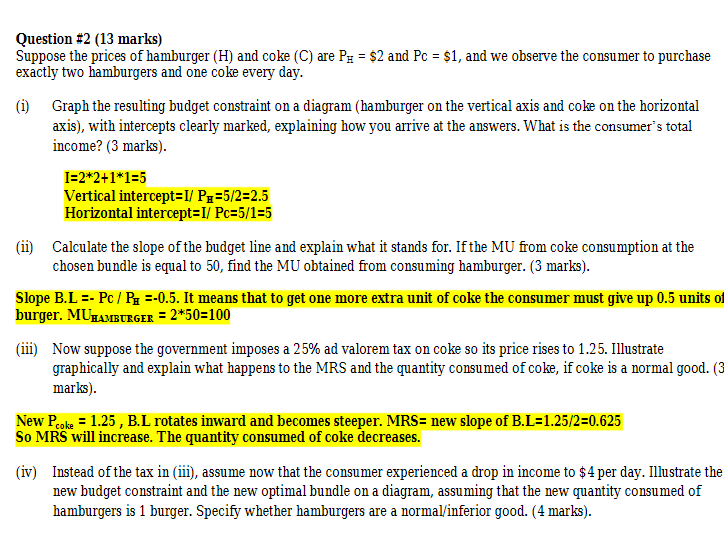 Question #2 (13 marks)
Suppose the prices of hamburger (H) and coke (C) are PH = $2 and Pc = $1, and we observe the consumer to purchase
exactly two hamburgers and one coke every day.
(i) Graph the resulting budget constraint on a diagram (hamburger on the vertical axis and coke on the horizontal
axis), with intercepts clearly marked, explaining how you arrive at the answers. What is the consumer's total
income? (3 marks).
I=2*2+1*1=5
Vertical intercept=I/ PH=5/2=2.5
Horizontal intercept=I/ Pc=5/1=5
(ii) Calculate the slope of the budget line and explain what it stands for. If the MU from coke consumption at the
chosen bundle is equal to 50, find the MU obtained from consuming hamburger. (3 marks).
Slope B.L =- Pc / PH =-0.5. It means that to get one more extra unit of coke the consumer must give up 0.5 units of
burger. MUHAMBURGER = 2*50=100
(iii) Now suppose the government imposes a 25% ad valorem tax on coke so its price rises to 1.25. Illustrate
graphically and explain what happens to the MRS and the quantity consumed of coke, if coke is a normal good. (3
marks).
New Pcoke = 1.25 , B.L rotates inward and becomes steeper. MRS= new slope of B.L=1.25/2=0.625
So MRS will increase. The quantity consumed of coke decreases.
(iv) Instead of the tax in (iii), assume now that the consumer experienced a drop in income to $4 per day. Illustrate the
new budget constraint and the new optimal bundle on a diagram, assuming that the new quantity consumed of
hamburgers is 1 burger. Specify whether hamburgers are a normal/inferior good. (4 marks).